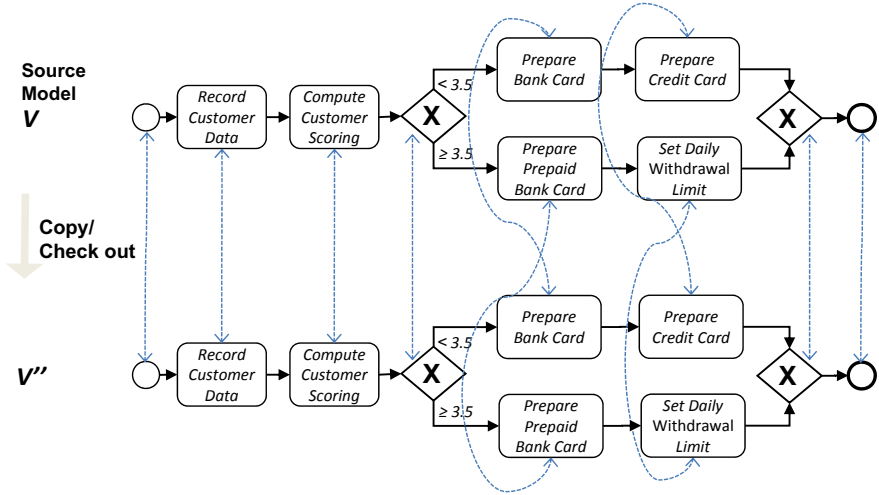 Source
Model
V
Record
Customer
Data
Compute
Customer
Scoring
X
< 3.5
≥ 3.5
Prepare
Bank Card
Prepare
Credit Card
Prepare
Prepaid
Bank Card
Set Daily
Withdrawal
Limit
X
Copy/
Check out
V’’
Record
Customer
Data
Compute
Customer
Scoring
X
< 3.5
≥ 3.5
Prepare
Bank Card
Prepare
Credit Card
Prepare
Prepaid
Bank Card
Set Daily
Withdrawal
Limit
X